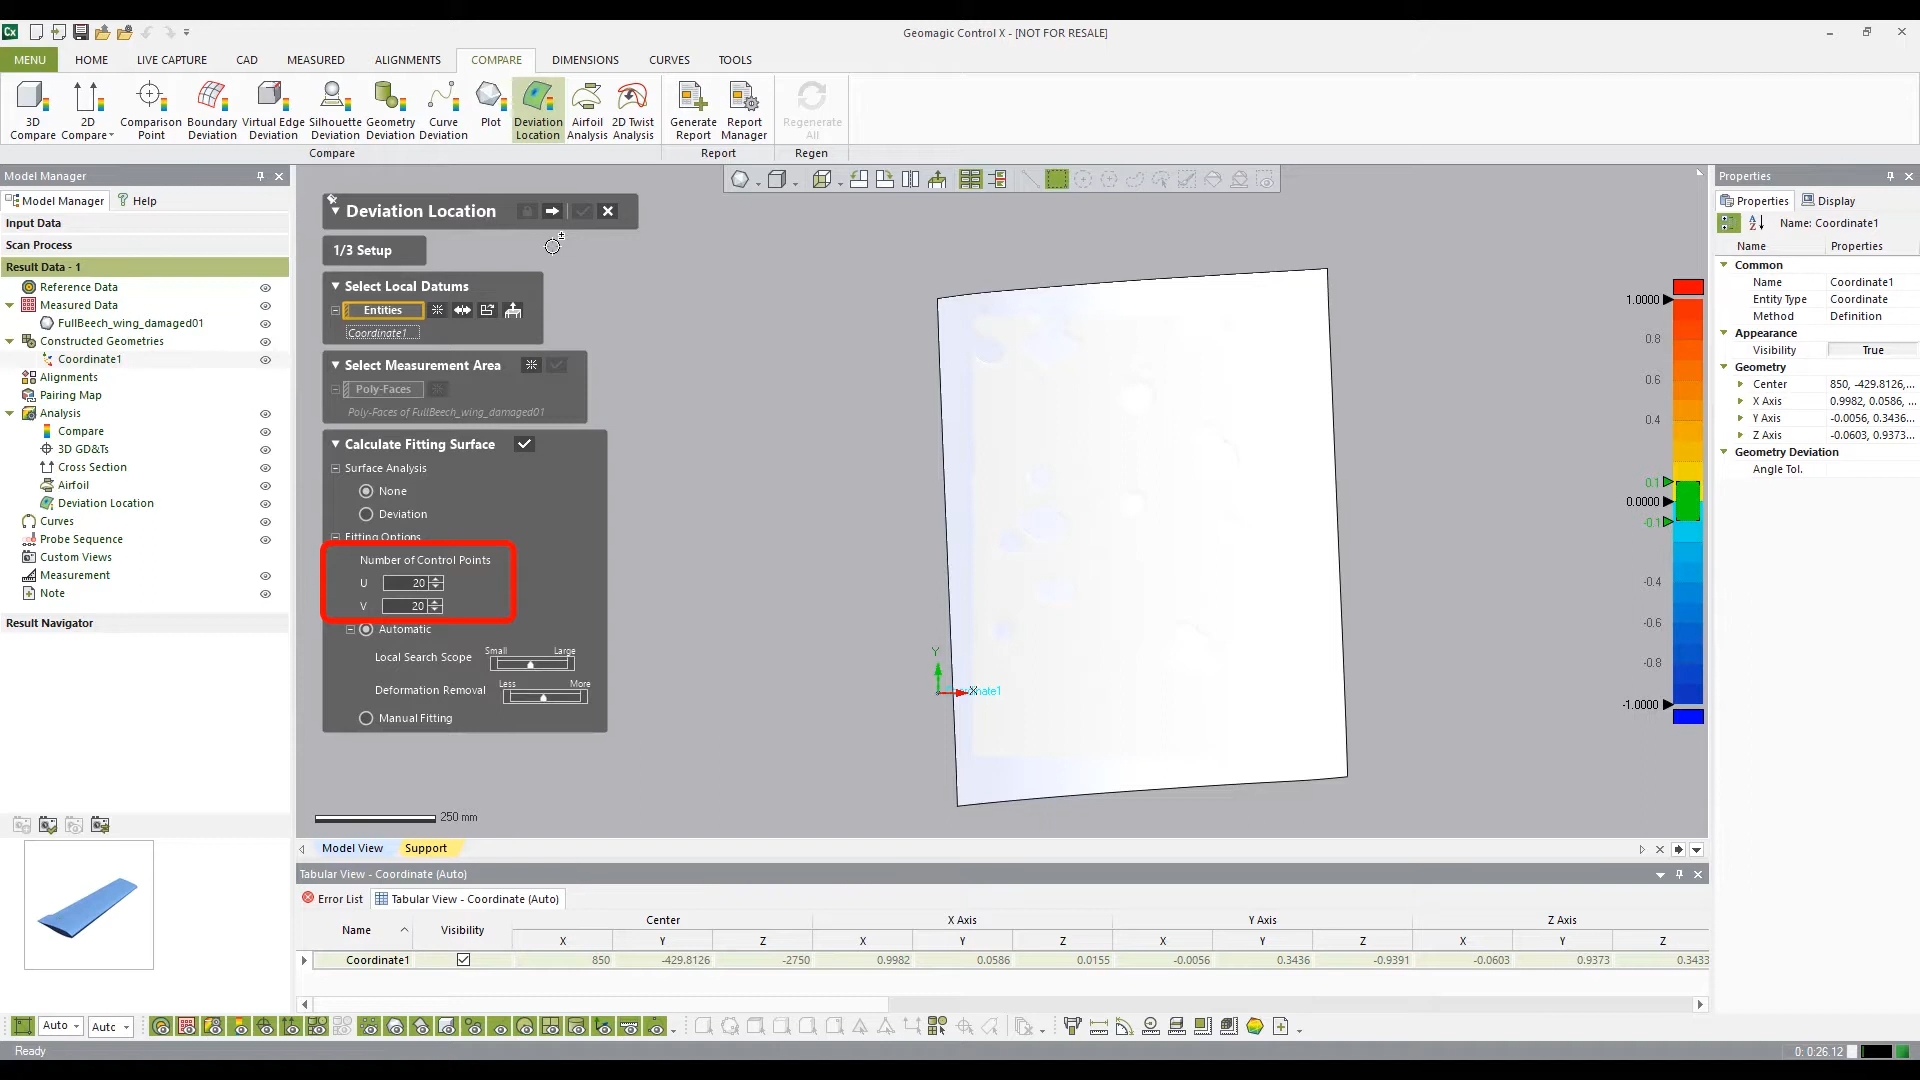 Cx
Geomagic Control X - [NOT FOR RESALE]
MENU HOME LIVE CAPTURE CAD MEASURED ALIGNMENTS COMPARE DIMENSIONS CURVES TOOLS
3D Compare
2D Compare
Comparison Point
Boundary Deviation
Virtual Edge Deviation
Silhouette Deviation
Geometry Deviation
Curve Deviation
Plot
Deviation Location
Airfoil Analysis
2D Twist Analysis
Generate Report
Report Manager
Regenerate All
Compare Report Regen
Model Manager
Model Manager Help
Input Data
Scan Process
Result Data - 1
Reference Data
Measured Data
FullBeech_wing_damaged01
Constructed Geometries
Coordinate1
Alignments
Pairing Map
Analysis
Compare
3D GD&Ts
Cross Section
Airfoil
Deviation Location
Curves
Probe Sequence
Custom Views
Measurement
Note
Result Navigator
Deviation Location
1/3 Setup
Select Local Datums
Entities
Coordinate1
Select Measurement Area
Poly-Faces
Poly-Faces of FullBeech_wing_damaged01
Calculate Fitting Surface
Surface Analysis
None
Deviation
Fitting Options
Number of Control Points
U 20
V 20
Automatic
Local Search Scope Small Large
Deformation Removal Less More
Manual Fitting
250 mm
Y
X
1.0000
0.8
0.6
0.4
0.1
0.0000
-0.1
-0.4
-0.6
-0.8
-1.0000
Properties
Properties Display
Name: Coordinate1
Name Properties
Common
Name Coordinate1
Entity Type Coordinate
Method Definition
Appearance
Visibility True
Geometry
Center 850, -429.8126,...
X Axis 0.9982, 0.0586, ...
Y Axis -0.0056, 0.3436...
Z Axis -0.0603, 0.9373...
Geometry Deviation
Angle Tol.
Model View Support
Tabular View - Coordinate (Auto)
Error List Tabular View - Coordinate (Auto)
Name Visibility Center X Axis Y Axis Z Axis
X Y Z X Y Z X Y Z X Y Z
Coordinate1 850 -429.8126 -2750 0.9982 0.0586 0.0155 -0.0056 0.3436 -0.9391 -0.0603 0.9373 0.3433
Auto Auto
Ready
0: 0:26.12